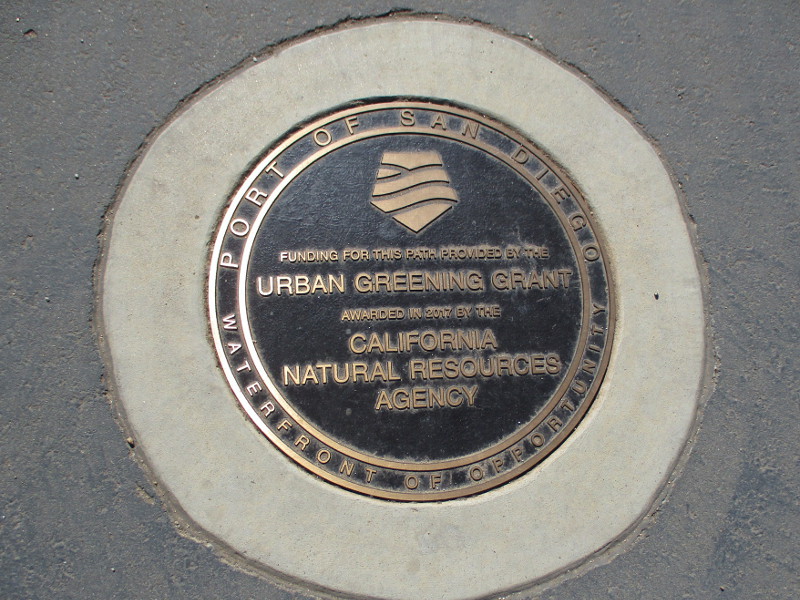 PORT OF SAN DIEGO
FUNDING FOR THIS PATH PROVIDED BY THE
URBAN GREENING GRANT
AWARDED IN 2017 BY THE
CALIFORNIA
NATURAL RESOURCES
AGENCY
WATERFRONT OF OPPORTUNITY